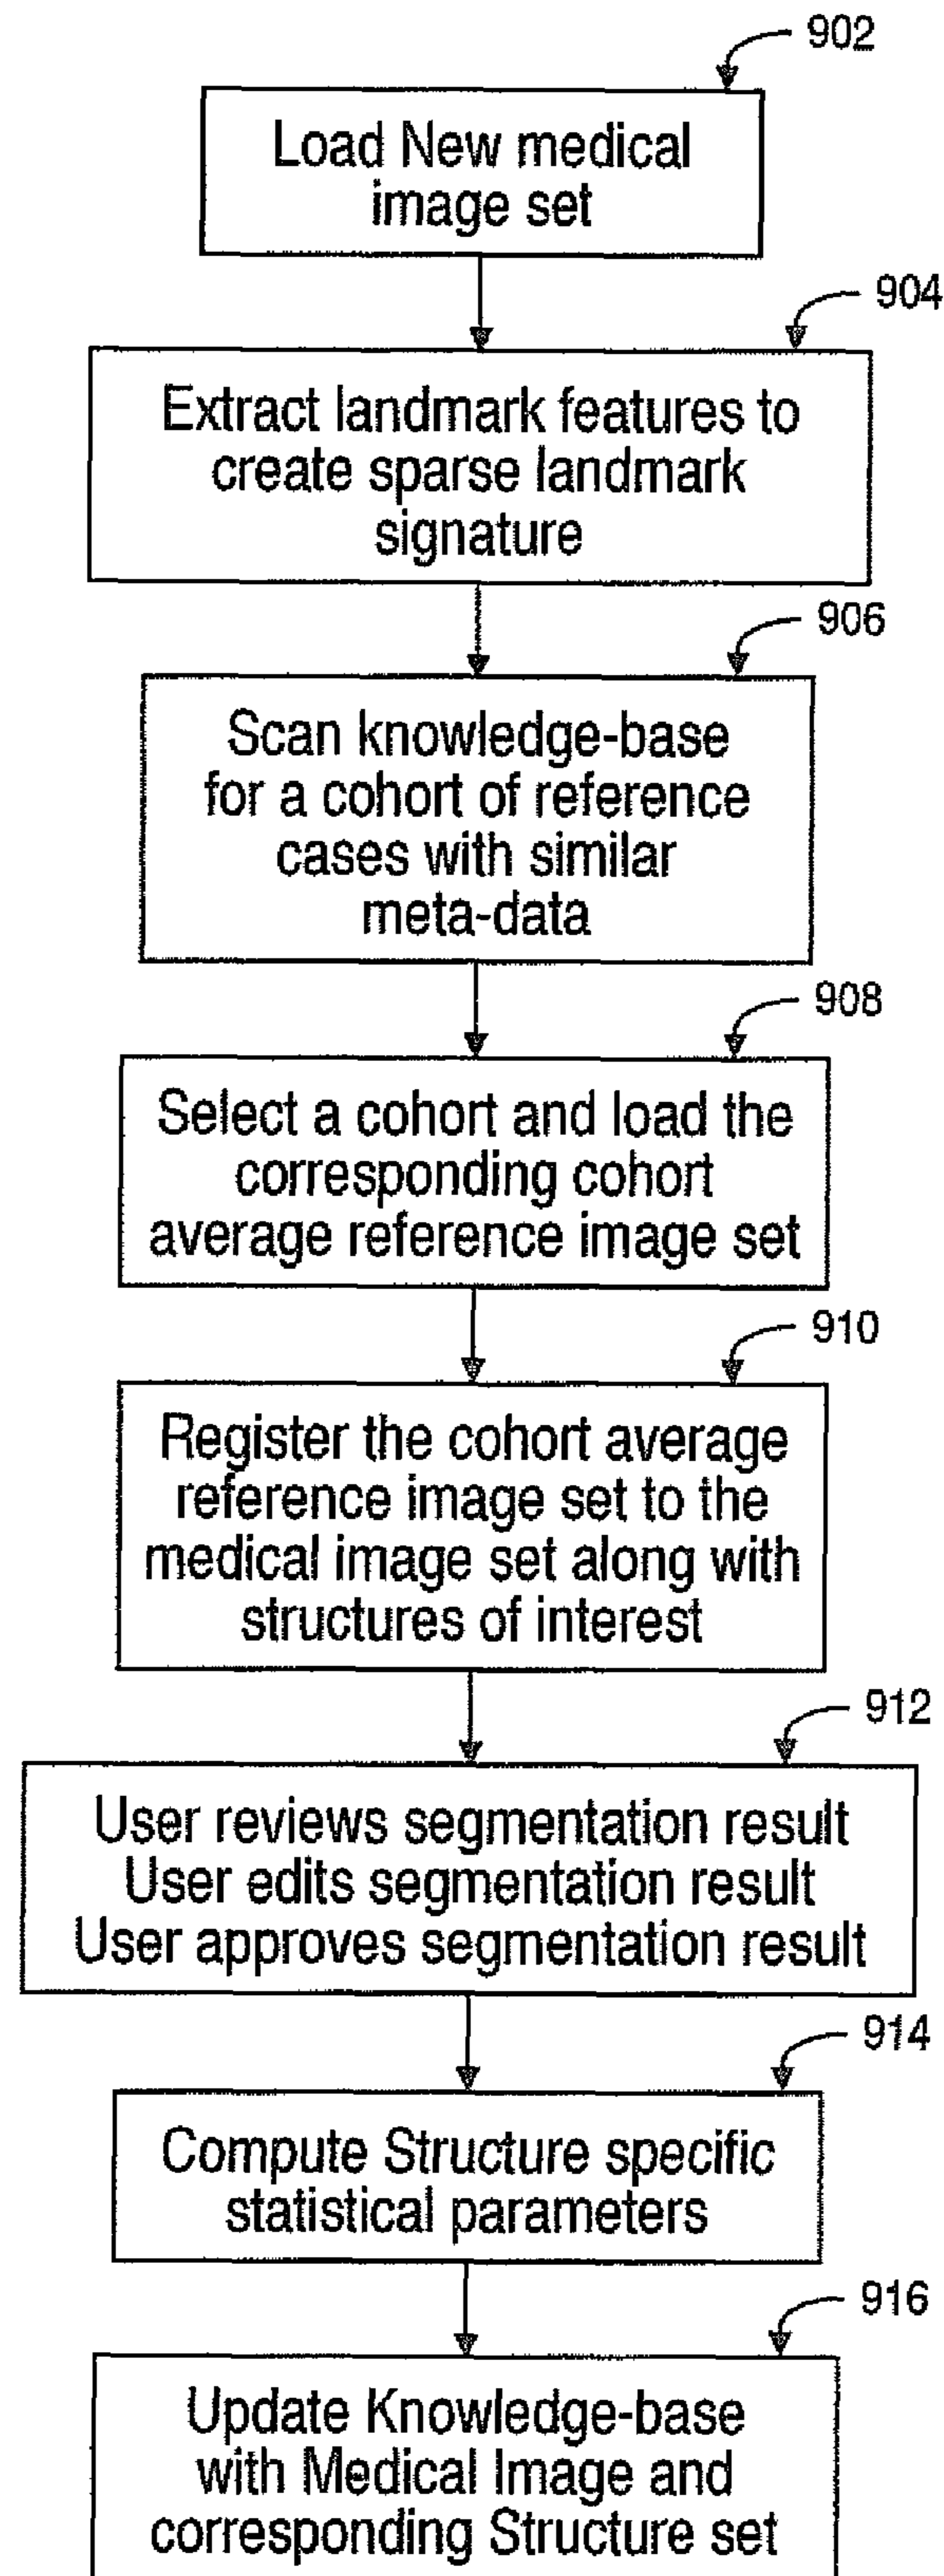 902
Load New medical
image set
904
Extract landmark features to
create sparse landmark
signature
906
Scan knowledge-base
for a cohort of reference
cases with similar
meta-data
908
Select a cohort and load the
corresponding cohort
average reference image set
910
Register the cohort average
reference image set to the
medical image set along with
structures of interest
912
User reviews segmentation result
User edits segmentation result
User approves segmentation result
914
Compute Structure specific
statistical parameters
916
Update Knowledge-base
with Medical Image and
corresponding Structure set